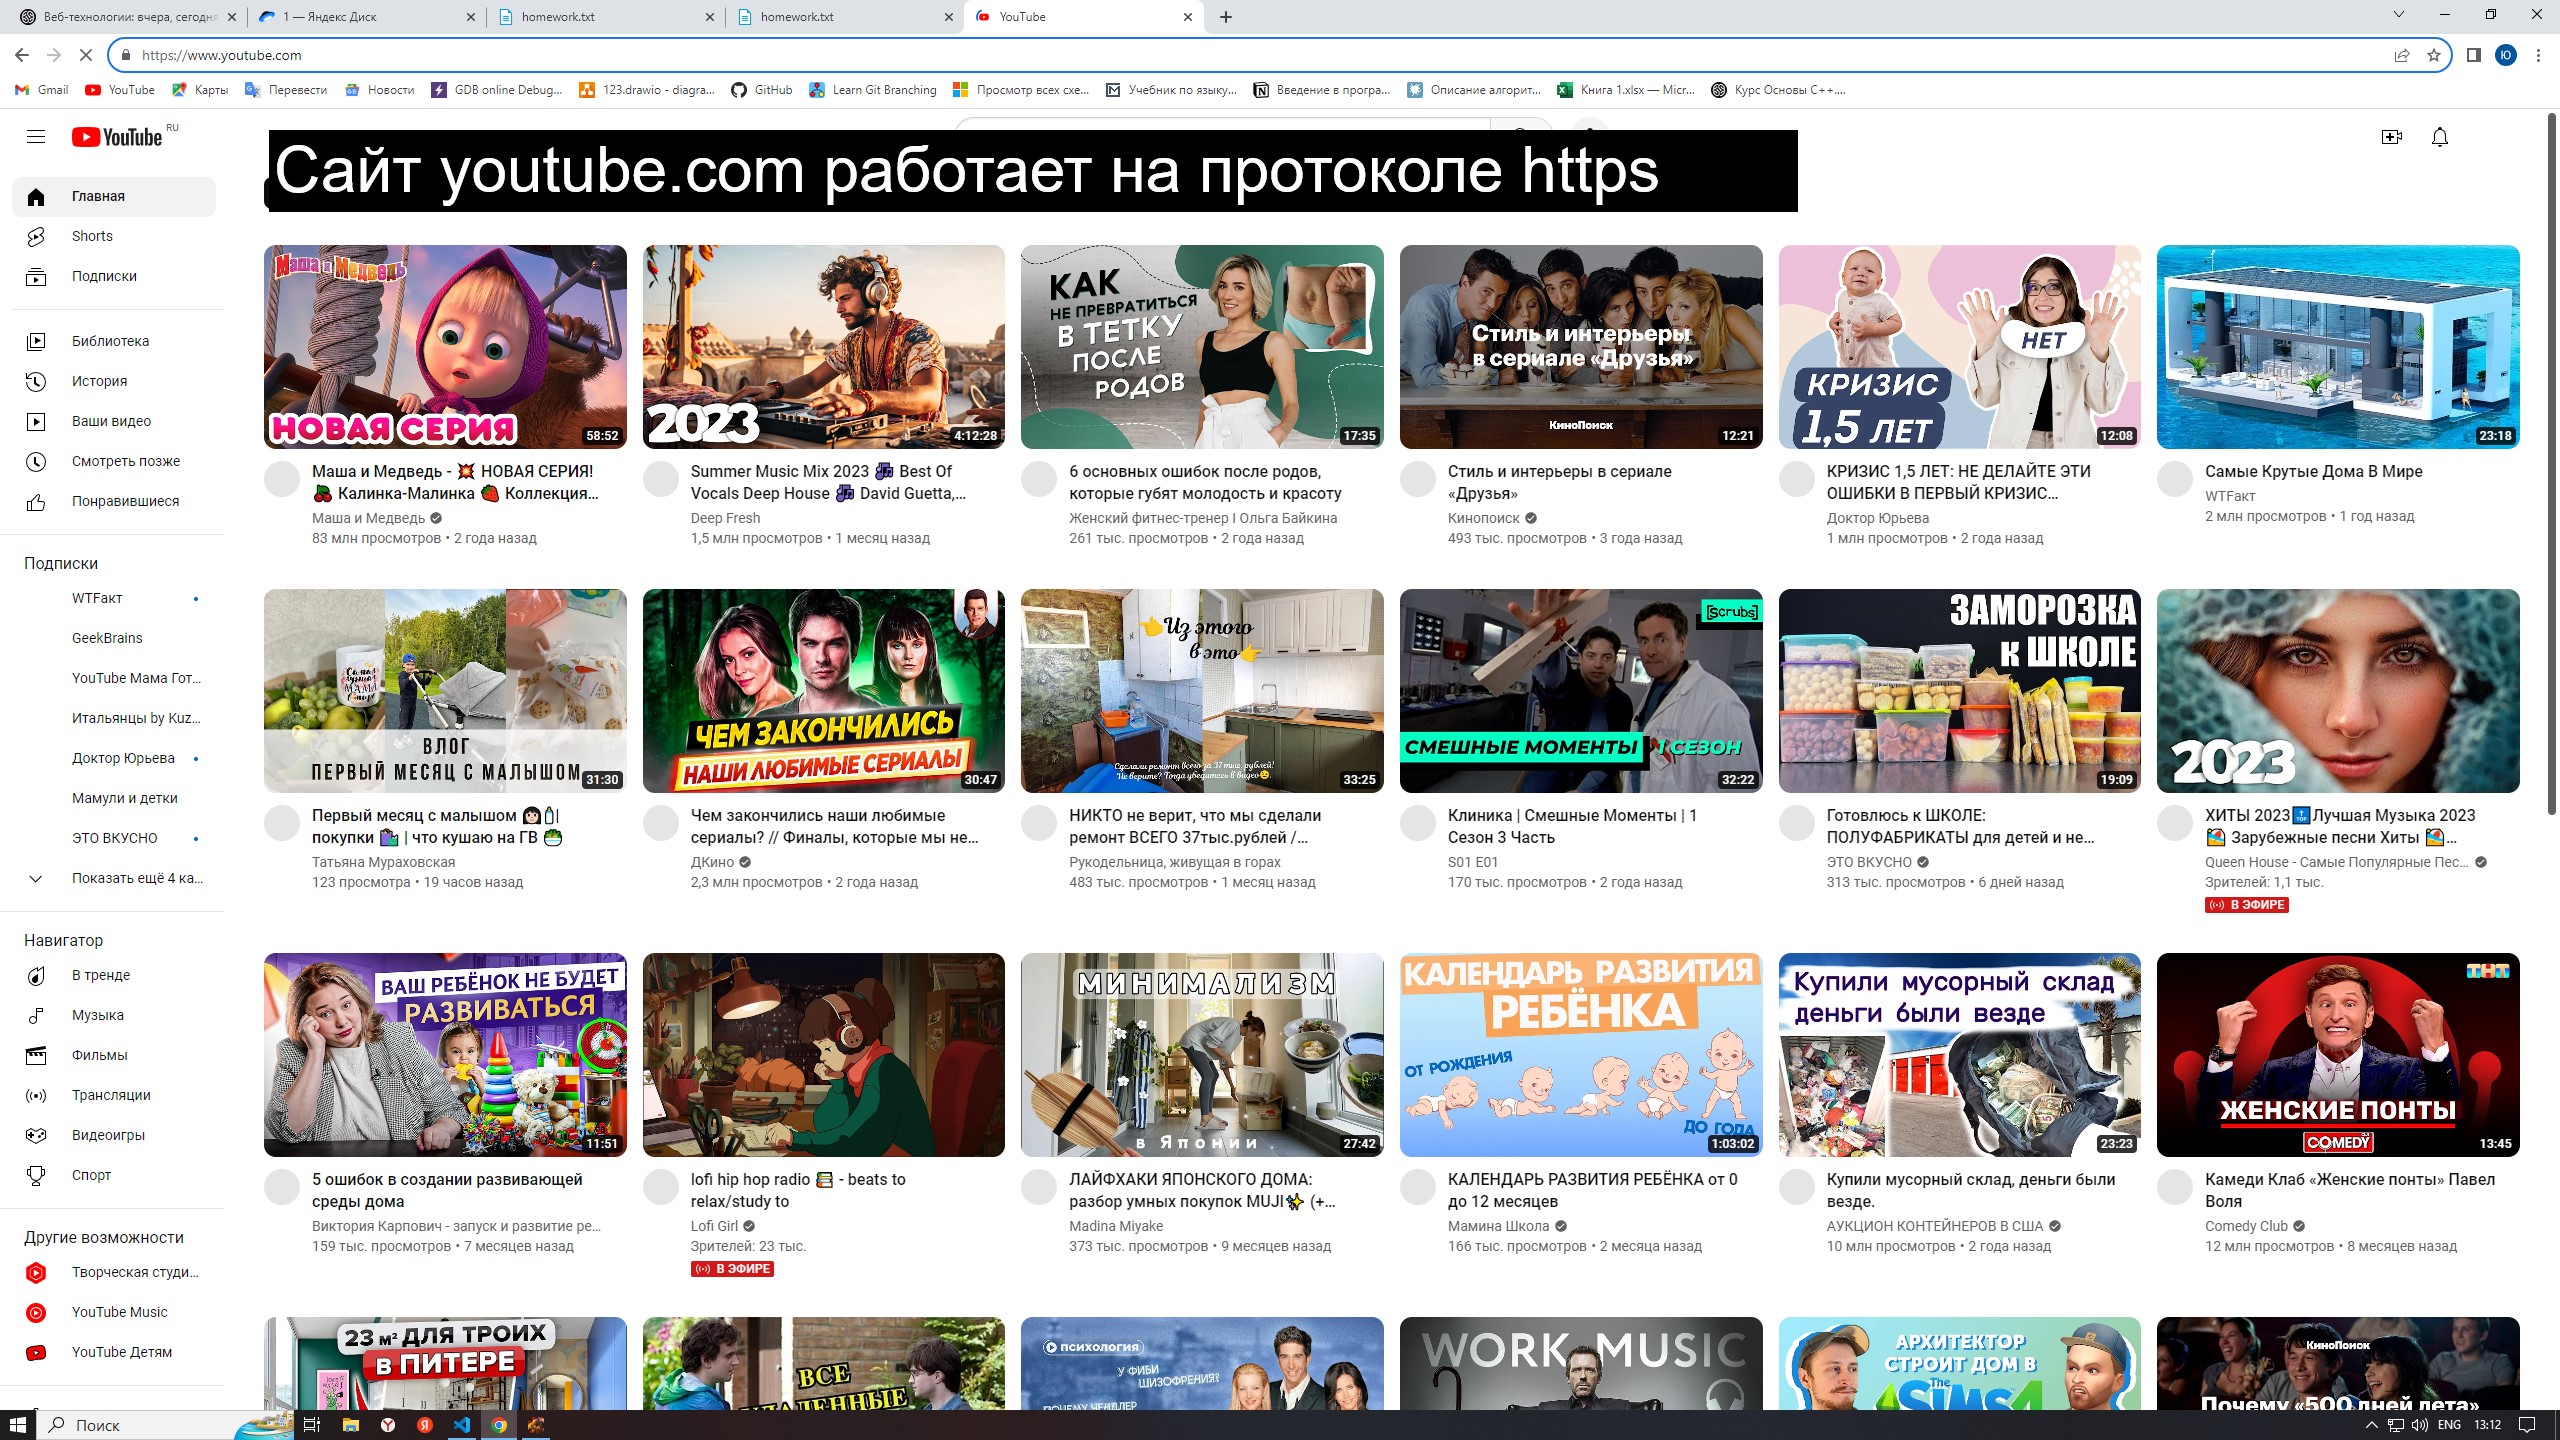 Веб-технологии: вчера, сегодня
1 — Яндекс Диск
homework.txt
homework.txt
YouTube
https://www.youtube.com
Ю
Gmail
YouTube
Карты
Перевести
Новости
GDB online Debug...
123.drawio - diagra...
GitHub
Learn Git Branching
Просмотр всех схе...
Учебник по языку...
Введение в програ...
Описание алгорит...
Книга 1.xlsx — Micr...
Курс Основы C++....
YouTube RU
Сайт youtube.com работает на протоколе https
Главная
Shorts
Подписки
Библиотека
История
Ваши видео
Смотреть позже
Понравившиеся
Подписки
WTFакт
GeekBrains
YouTube Мама Гот...
Итальянцы by Kuz...
Доктор Юрьева
Мамули и детки
ЭТО ВКУСНО
Показать ещё 4 ка...
Навигатор
В тренде
Музыка
Фильмы
Трансляции
Видеоигры
Спорт
Другие возможности
Творческая студи...
YouTube Music
YouTube Детям
Маша и Медведь
НОВАЯ СЕРИЯ
58:52
Маша и Медведь - 💥 НОВАЯ СЕРИЯ!
🍒 Калинка-Малинка 🍓 Коллекция...
Маша и Медведь
83 млн просмотров • 2 года назад
2023
4:12:28
Summer Music Mix 2023 🎶 Best Of
Vocals Deep House 🎶 David Guetta,...
Deep Fresh
1,5 млн просмотров • 1 месяц назад
КАК
НЕ ПРЕВРАТИТЬСЯ
В ТЕТКУ
ПОСЛЕ
РОДОВ
17:35
6 основных ошибок после родов,
которые губят молодость и красоту
Женский фитнес-тренер I Ольга Байкина
261 тыс. просмотров • 2 года назад
Стиль и интерьеры
в сериале «Друзья»
КиноПоиск
12:21
Стиль и интерьеры в сериале
«Друзья»
Кинопоиск
493 тыс. просмотров • 3 года назад
НЕТ
КРИЗИС
1,5 ЛЕТ
12:08
КРИЗИС 1,5 ЛЕТ: НЕ ДЕЛАЙТЕ ЭТИ
ОШИБКИ В ПЕРВЫЙ КРИЗИС...
Доктор Юрьева
1 млн просмотров • 2 года назад
23:18
Самые Крутые Дома В Мире
WTFакт
2 млн просмотров • 1 год назад
ВЛОГ
ПЕРВЫЙ МЕСЯЦ С МАЛЫШОМ
31:30
Первый месяц с малышом 👩🏻‍🍼|
покупки 🛍 | что кушаю на ГВ 🥗
Татьяна Мураховская
123 просмотра • 19 часов назад
ЧЕМ ЗАКОНЧИЛИСЬ
НАШИ ЛЮБИМЫЕ СЕРИАЛЫ
30:47
Чем закончились наши любимые
сериалы? // Финалы, которые мы не...
ДКино
2,3 млн просмотров • 2 года назад
Из этого
в это
Сделали ремонт всего за 37 тыс. рублей!
Не верите? Тогда убедитесь в видео
33:25
НИКТО не верит, что мы сделали
ремонт ВСЕГО 37тыс.рублей /...
Рукодельница, живущая в горах
483 тыс. просмотров • 1 месяц назад
[scrubs]
СМЕШНЫЕ МОМЕНТЫ 1 СЕЗОН
32:22
Клиника | Смешные Моменты | 1
Сезон 3 Часть
S01 E01
170 тыс. просмотров • 2 года назад
ЗАМОРОЗКА
К ШКОЛЕ
19:09
Готовлюсь к ШКОЛЕ:
ПОЛУФАБРИКАТЫ для детей и не...
ЭТО ВКУСНО
313 тыс. просмотров • 6 дней назад
2023
ХИТЫ 2023🔝Лучшая Музыка 2023
🏖 Зарубежные песни Хиты 🏖...
Queen House - Самые Популярные Пес...
Зрителей: 1,1 тыс.
В ЭФИРЕ
ВАШ РЕБЁНОК НЕ БУДЕТ
РАЗВИВАТЬСЯ
11:51
5 ошибок в создании развивающей
среды дома
Виктория Карпович - запуск и развитие ре...
159 тыс. просмотров • 7 месяцев назад
lofi hip hop radio 📚 - beats to
relax/study to
Lofi Girl
Зрителей: 23 тыс.
В ЭФИРЕ
МИНИМАЛИЗМ
в Японии
27:42
ЛАЙФХАКИ ЯПОНСКОГО ДОМА:
разбор умных покупок MUJI✨ (+...
Madina Miyake
373 тыс. просмотров • 9 месяцев назад
КАЛЕНДАРЬ РАЗВИТИЯ
РЕБЁНКА
ОТ РОЖДЕНИЯ
ДО ГОДА
1:03:02
КАЛЕНДАРЬ РАЗВИТИЯ РЕБЁНКА от 0
до 12 месяцев
Мамина Школа
166 тыс. просмотров • 2 месяца назад
Купили мусорный склад
деньги были везде
23:23
Купили мусорный склад, деньги были
везде.
АУКЦИОН КОНТЕЙНЕРОВ В США
10 млн просмотров • 2 года назад
ТНТ
ЖЕНСКИЕ ПОНТЫ
COMEDY
13:45
Камеди Клаб «Женские понты» Павел
Воля
Comedy Club
12 млн просмотров • 8 месяцев назад
23 м² ДЛЯ ТРОИХ
В ПИТЕРЕ
ВСЕ
психология
У ФИБИ
ШИЗОФРЕНИЯ?
ПОЧЕМУ ЧЕНДЛЕР
WORK MUSIC
АРХИТЕКТОР
СТРОИТ ДОМ В
The SIMS 4
КиноПоиск
Почему «500 дней лета»
Поиск
ENG
13:12